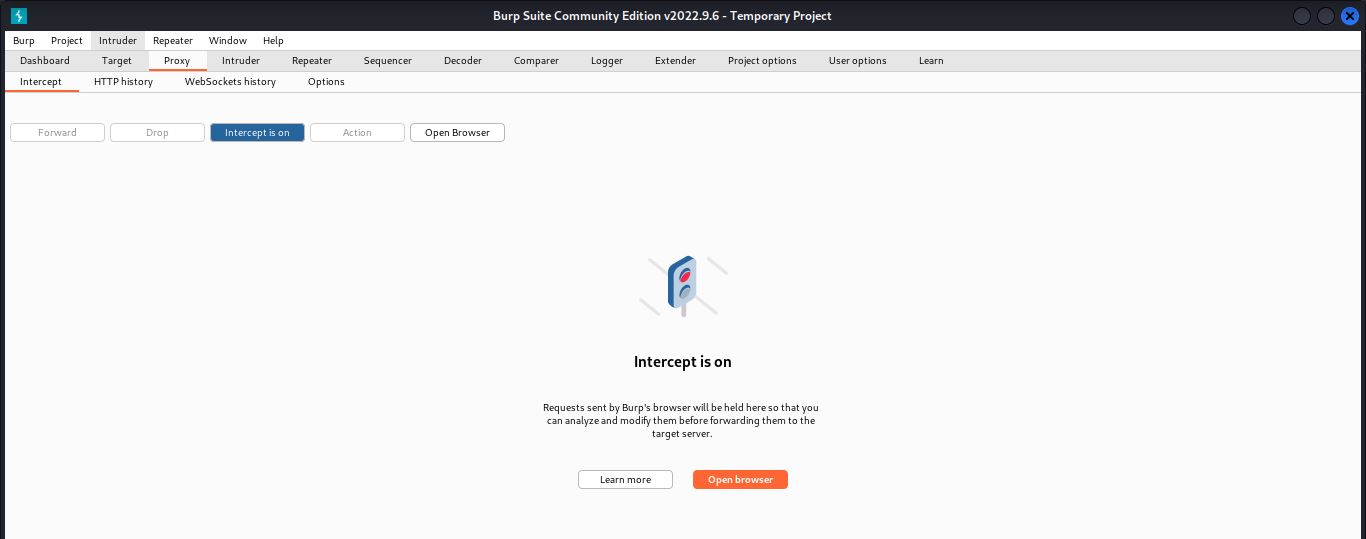 Burp Suite Community Edition v2022.9.6 - Temporary Project
Burp Project Intruder Repeater Window Help
Dashboard Target Proxy Intruder Repeater Sequencer Decoder Comparer Logger Extender Project options User options Learn
Intercept HTTP history WebSockets history Options
Forward Drop Intercept is on Action Open Browser
Intercept is on
Requests sent by Burp's browser will be held here so that you
can analyze and modify them before forwarding them to the
target server.
Learn more Open browser